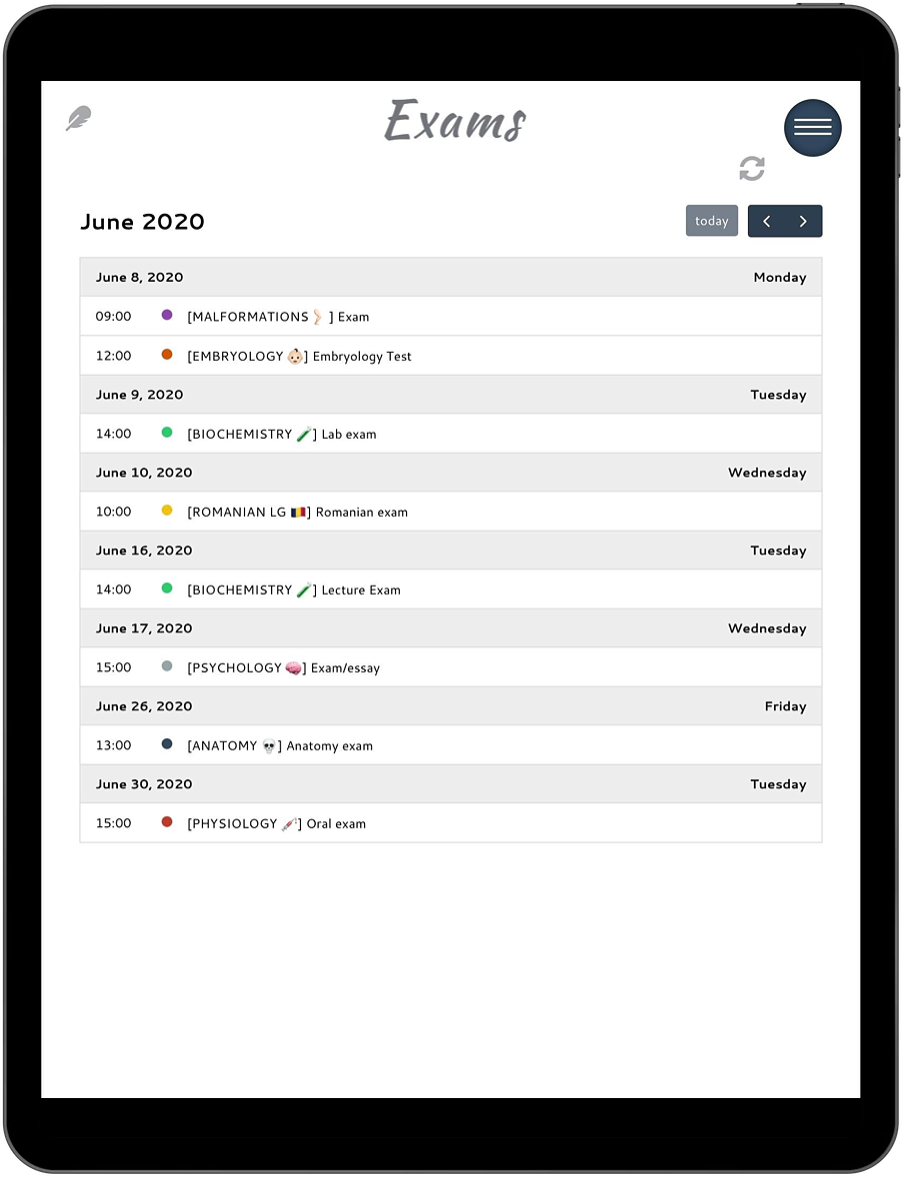 Exams
June 2020
today
June 8, 2020 Monday
09:00 [MALFORMATIONS 🦵🏻 ] Exam
12:00 [EMBRYOLOGY 👶🏻] Embryology Test
June 9, 2020 Tuesday
14:00 [BIOCHEMISTRY 🧪] Lab exam
June 10, 2020 Wednesday
10:00 [ROMANIAN LG 🇷🇴] Romanian exam
June 16, 2020 Tuesday
14:00 [BIOCHEMISTRY 🧪] Lecture Exam
June 17, 2020 Wednesday
15:00 [PSYCHOLOGY 🧠] Exam/essay
June 26, 2020 Friday
13:00 [ANATOMY 💀] Anatomy exam
June 30, 2020 Tuesday
15:00 [PHYSIOLOGY 💉] Oral exam